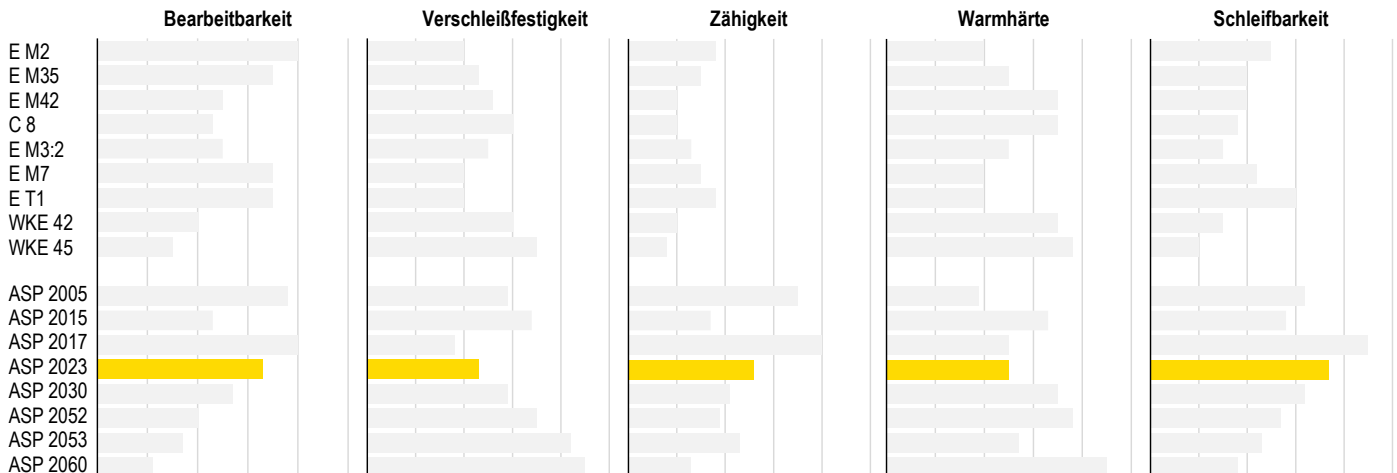 Bearbeitbarkeit Verschleißfestigkeit Zähigkeit Warmhärte Schleifbarkeit
E M2
E M35
E M42
C 8
E M3:2
E M7
E T1
WKE 42
WKE 45
ASP 2005
ASP 2015
ASP 2017
ASP 2023
ASP 2030
ASP 2052
ASP 2053
ASP 2060